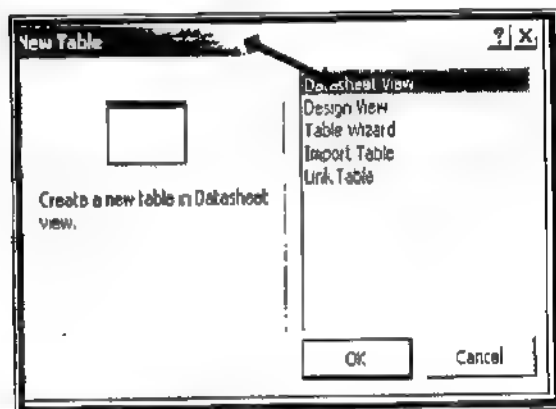 New Table
? X
Datasheet View
Design View
Table Wizard
Import Table
Link Table
Create a new table in Datasheet
view.
OK
Cancel